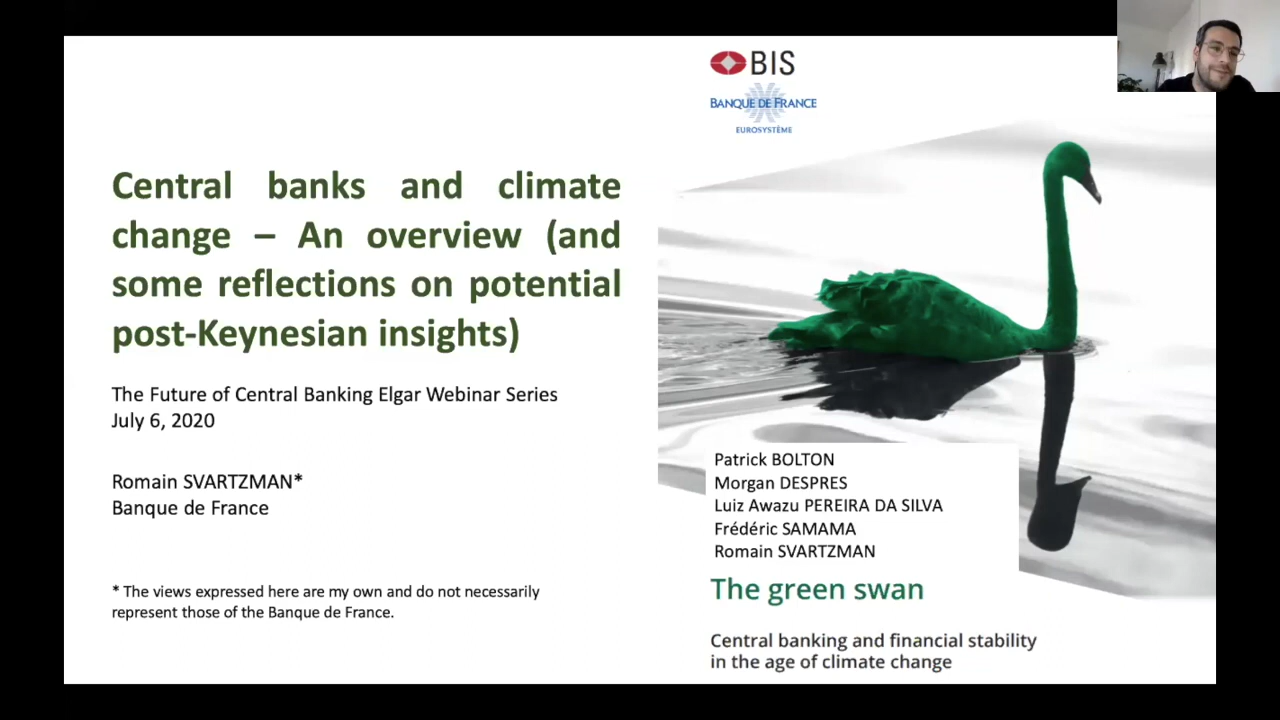 Central banks and climate
change – An overview (and
some reflections on potential
post-Keynesian insights)
The Future of Central Banking Elgar Webinar Series
July 6, 2020
Romain SVARTZMAN*
Banque de France
* The views expressed here are my own and do not necessarily
represent those of the Banque de France.
BIS
BANQUE DE FRANCE
EUROSYSTÈME
Patrick BOLTON
Morgan DESPRES
Luiz Awazu PEREIRA DA SILVA
Frédéric SAMAMA
Romain SVARTZMAN
The green swan
Central banking and financial stability
in the age of climate change